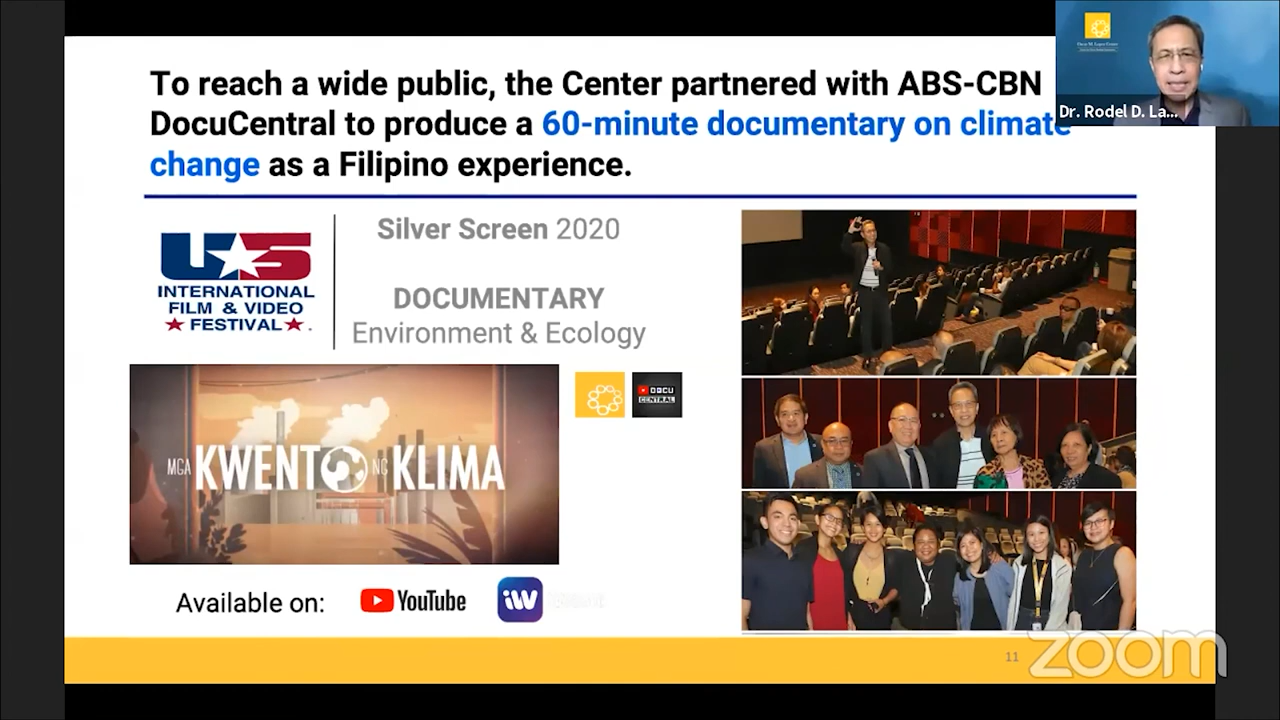 To reach a wide public, the Center partnered with ABS-CBN
DocuCentral to produce a 60-minute documentary on climate
change as a Filipino experience.
Dr. Rodel D. La...
US
INTERNATIONAL
FILM & VIDEO
FESTIVAL
Silver Screen 2020
DOCUMENTARY
Environment & Ecology
DOCU
CENTRAL
MGA KWENTO NG KLIMA
Available on:
YouTube
iW
11
zoom